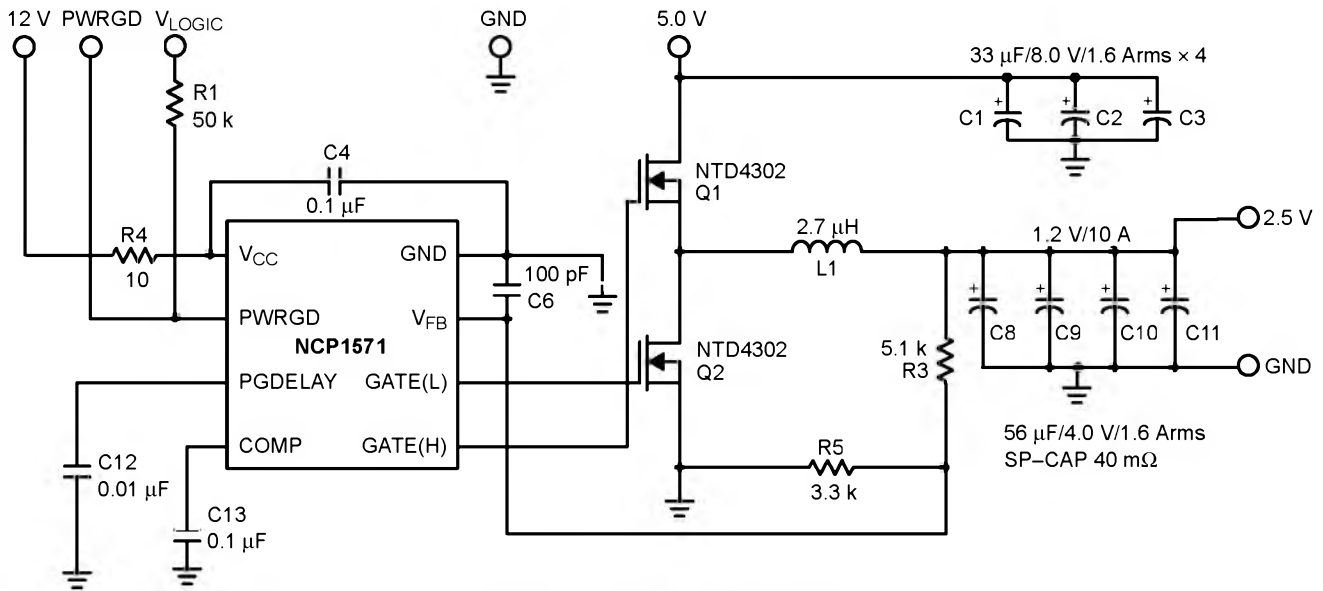 12 V PWRGD VLOGIC
GND
5.0 V
33 μF/8.0 V/1.6 Arms × 4
R1
50 k
C1
C2
C3
C4
0.1 μF
NTD4302
Q1
R4
10
VCC
GND
100 pF
C6
2.7 μH
L1
1.2 V/10 A
2.5 V
PWRGD
VFB
NCP1571
C8
C9
C10
C11
NTD4302
Q2
5.1 k
R3
PGDELAY
GATE(L)
GND
COMP
GATE(H)
56 μF/4.0 V/1.6 Arms
SP–CAP 40 mΩ
C12
0.01 μF
R5
3.3 k
C13
0.1 μF
+
+
+
+
+
+
+